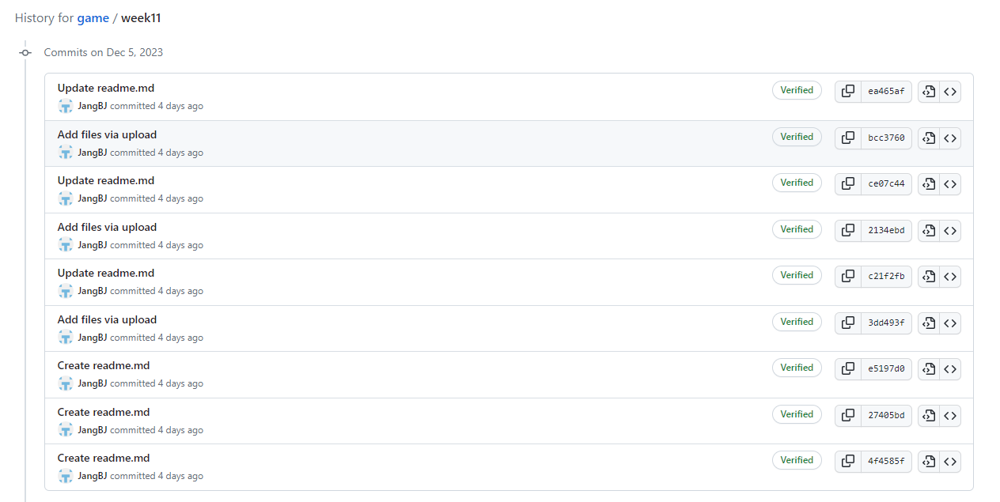 History for game / week11
Commits on Dec 5, 2023
Update readme.md
Verified
ea465af
JangBJ committed 4 days ago
Add files via upload
Verified
bcc3760
JangBJ committed 4 days ago
Update readme.md
Verified
ce07c44
JangBJ committed 4 days ago
Add files via upload
Verified
2134ebd
JangBJ committed 4 days ago
Update readme.md
Verified
c21f2fb
JangBJ committed 4 days ago
Add files via upload
Verified
3dd493f
JangBJ committed 4 days ago
Create readme.md
Verified
e5197d0
JangBJ committed 4 days ago
Create readme.md
Verified
27405bd
JangBJ committed 4 days ago
Create readme.md
Verified
4f4585f
JangBJ committed 4 days ago